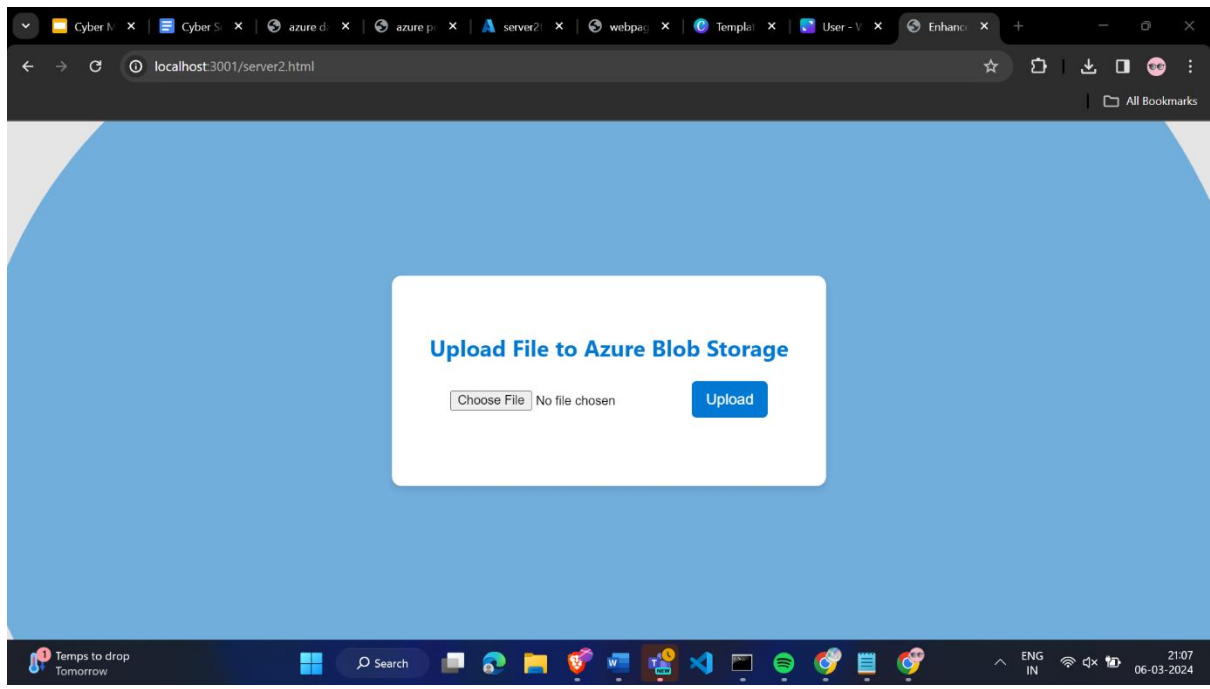 Cyber M
Cyber Se
azure d
azure p
server2
webpag
Templat
User - V
Enhanc
localhost:3001/server2.html
All Bookmarks
Upload File to Azure Blob Storage
Choose File No file chosen
Upload
1
Temps to drop
Tomorrow
Search
ENG
IN
21:07
06-03-2024